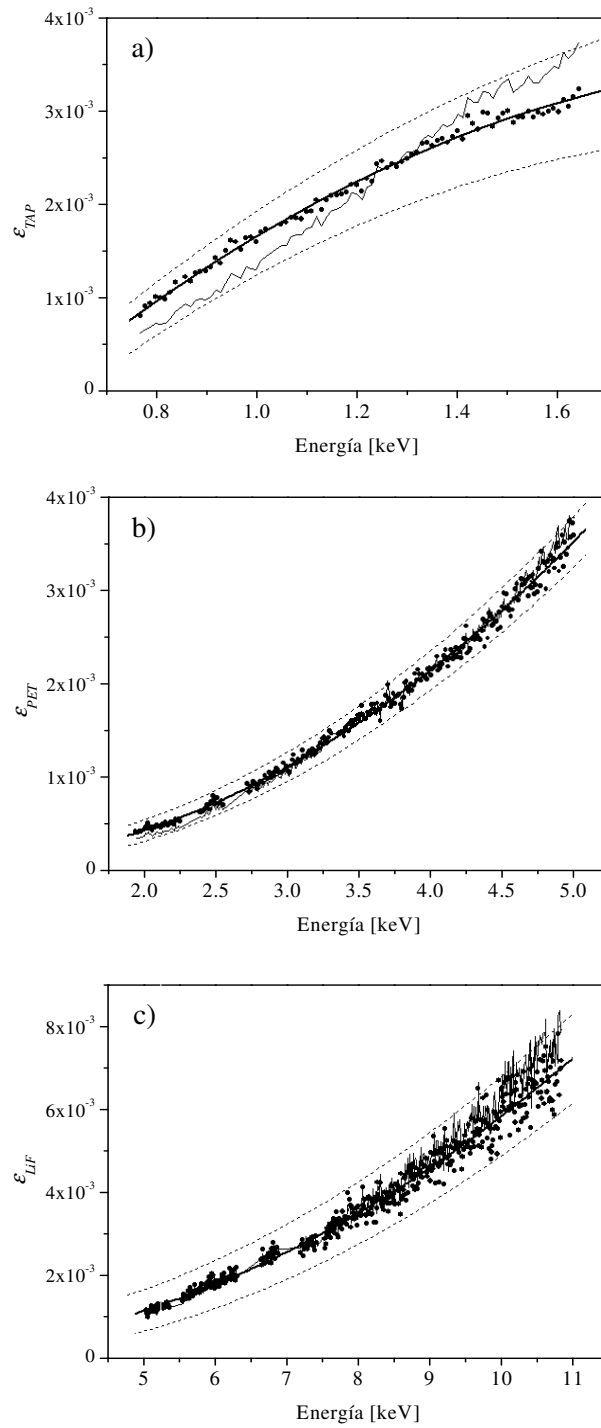 a)
4x10⁻³
3x10⁻³
2x10⁻³
1x10⁻³
0
ε_TAP
0.8 1.0 1.2 1.4 1.6
Energía [keV]
b)
4x10⁻³
3x10⁻³
2x10⁻³
1x10⁻³
0
ε_PET
2.0 2.5 3.0 3.5 4.0 4.5 5.0
Energía [keV]
c)
8x10⁻³
6x10⁻³
4x10⁻³
2x10⁻³
0
ε_LiF
5 6 7 8 9 10 11
Energía [keV]